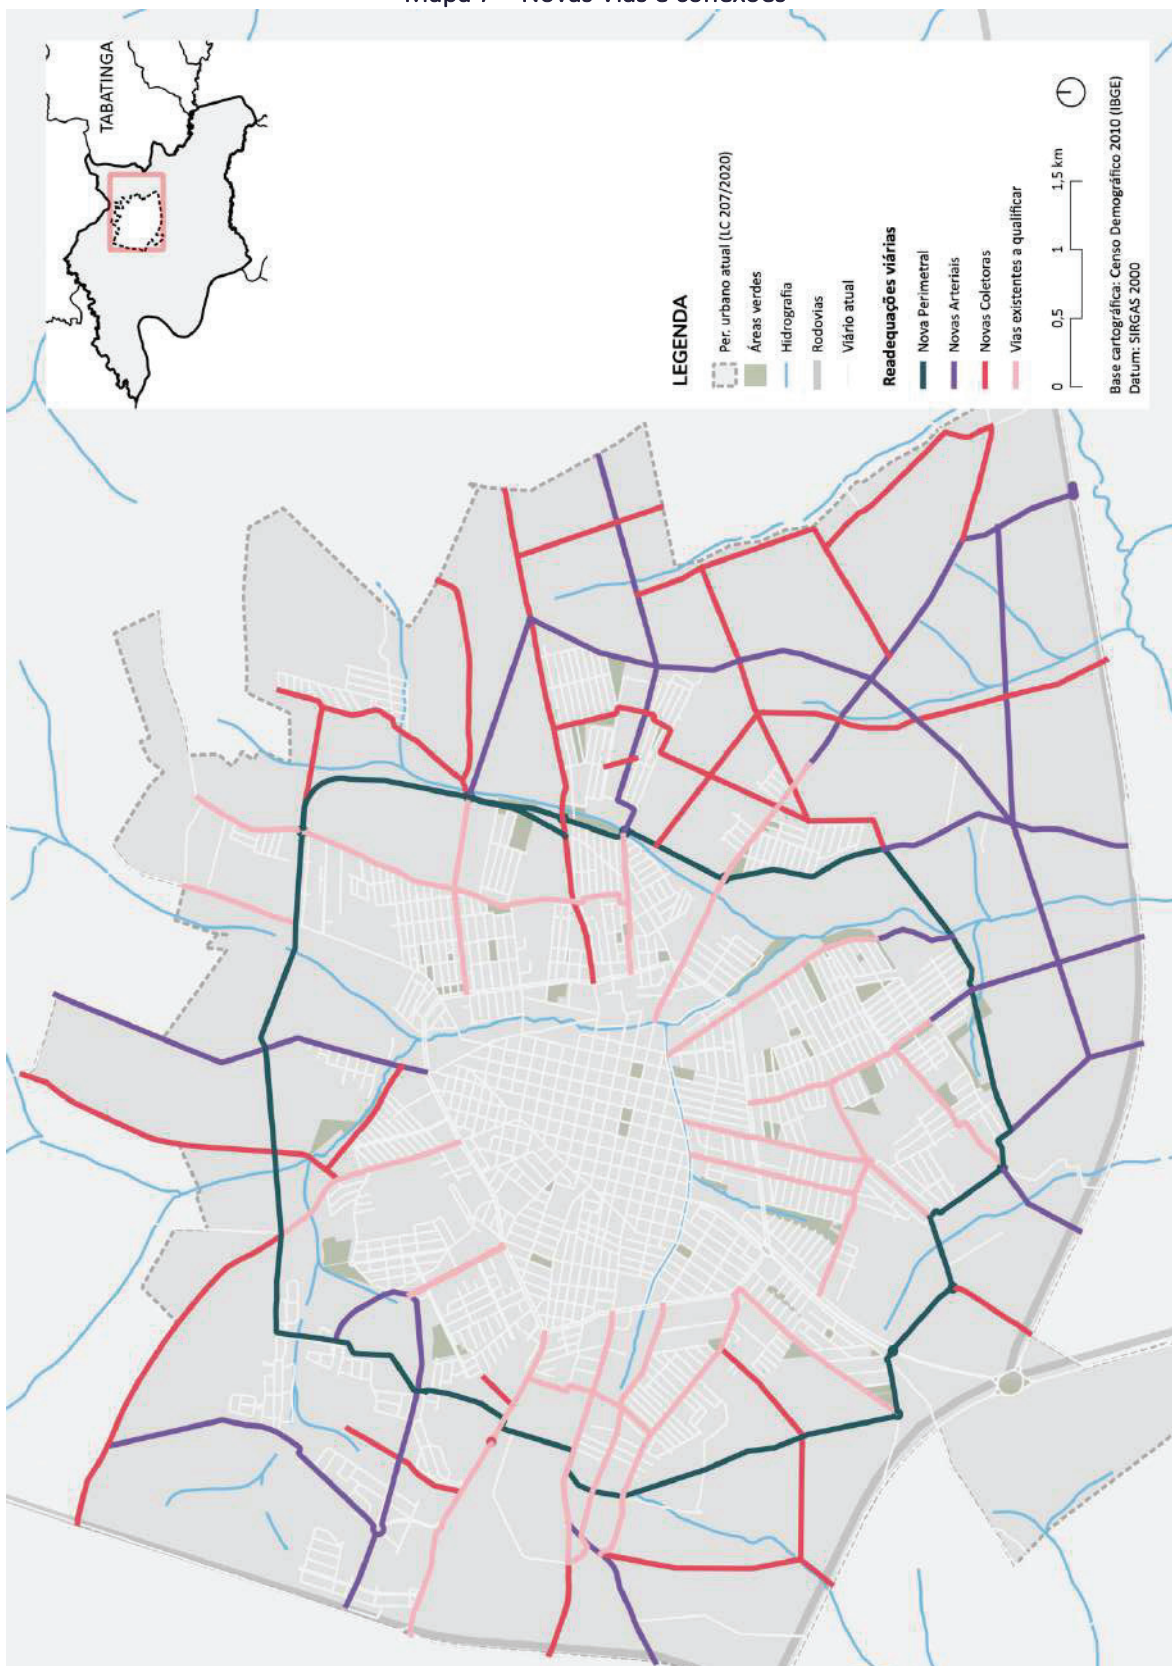 Mapa 7 – Novas vias e conexões
TABATINGA
LEGENDA
Per. urbano atual (LC 207/2020)
Áreas verdes
Hidrografia
Rodovias
Viário atual
Readequações viárias
Nova Perimetral
Novas Arteriais
Novas Coletoras
Vias existentes a qualificar
0 0,5 1 1,5 km
Base cartográfica: Censo Demográfico 2010 (IBGE)
Datum: SIRGAS 2000